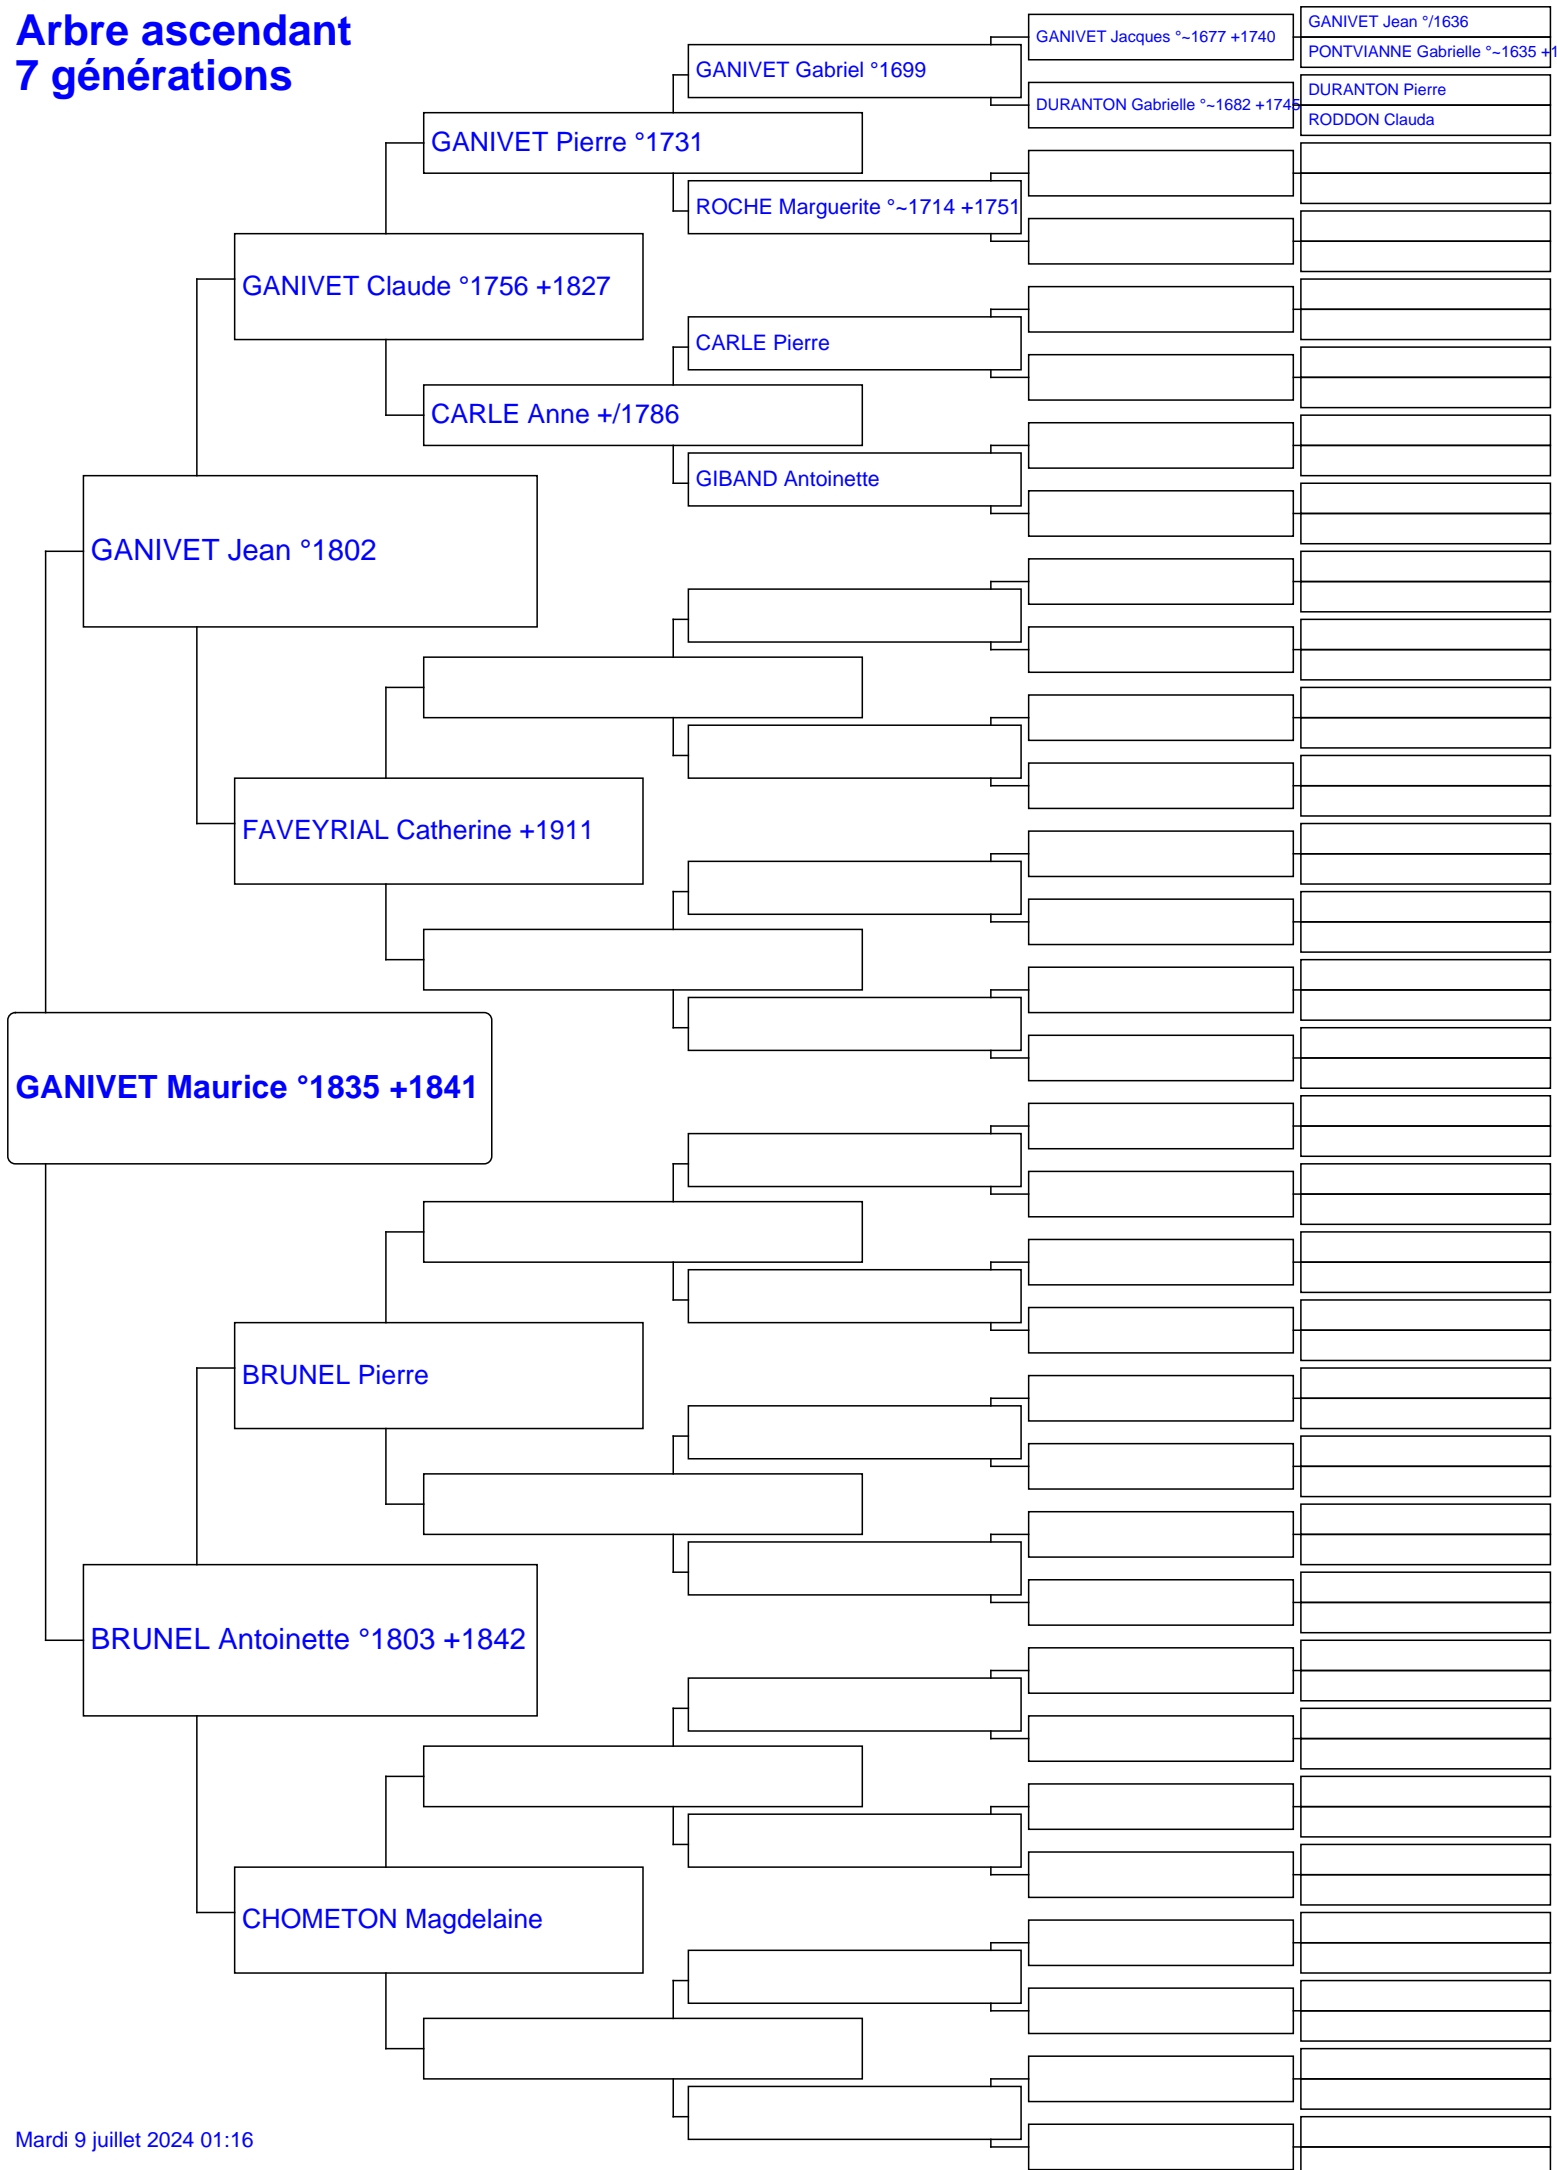 Arbre ascendant
7 générations
GANIVET Jean °/1636
GANIVET Jacques °~1677 +1740
PONTVIANNE Gabrielle °~1635 +1
GANIVET Gabriel °1699
DURANTON Pierre
DURANTON Gabrielle °~1682 +1745
RODDON Clauda
GANIVET Pierre °1731
ROCHE Marguerite °~1714 +1751
GANIVET Claude °1756 +1827
CARLE Pierre
CARLE Anne +/1786
GIBAND Antoinette
GANIVET Jean °1802
FAVEYRIAL Catherine +1911
GANIVET Maurice °1835 +1841
BRUNEL Pierre
BRUNEL Antoinette °1803 +1842
CHOMETON Magdelaine
Mardi 9 juillet 2024 01:16